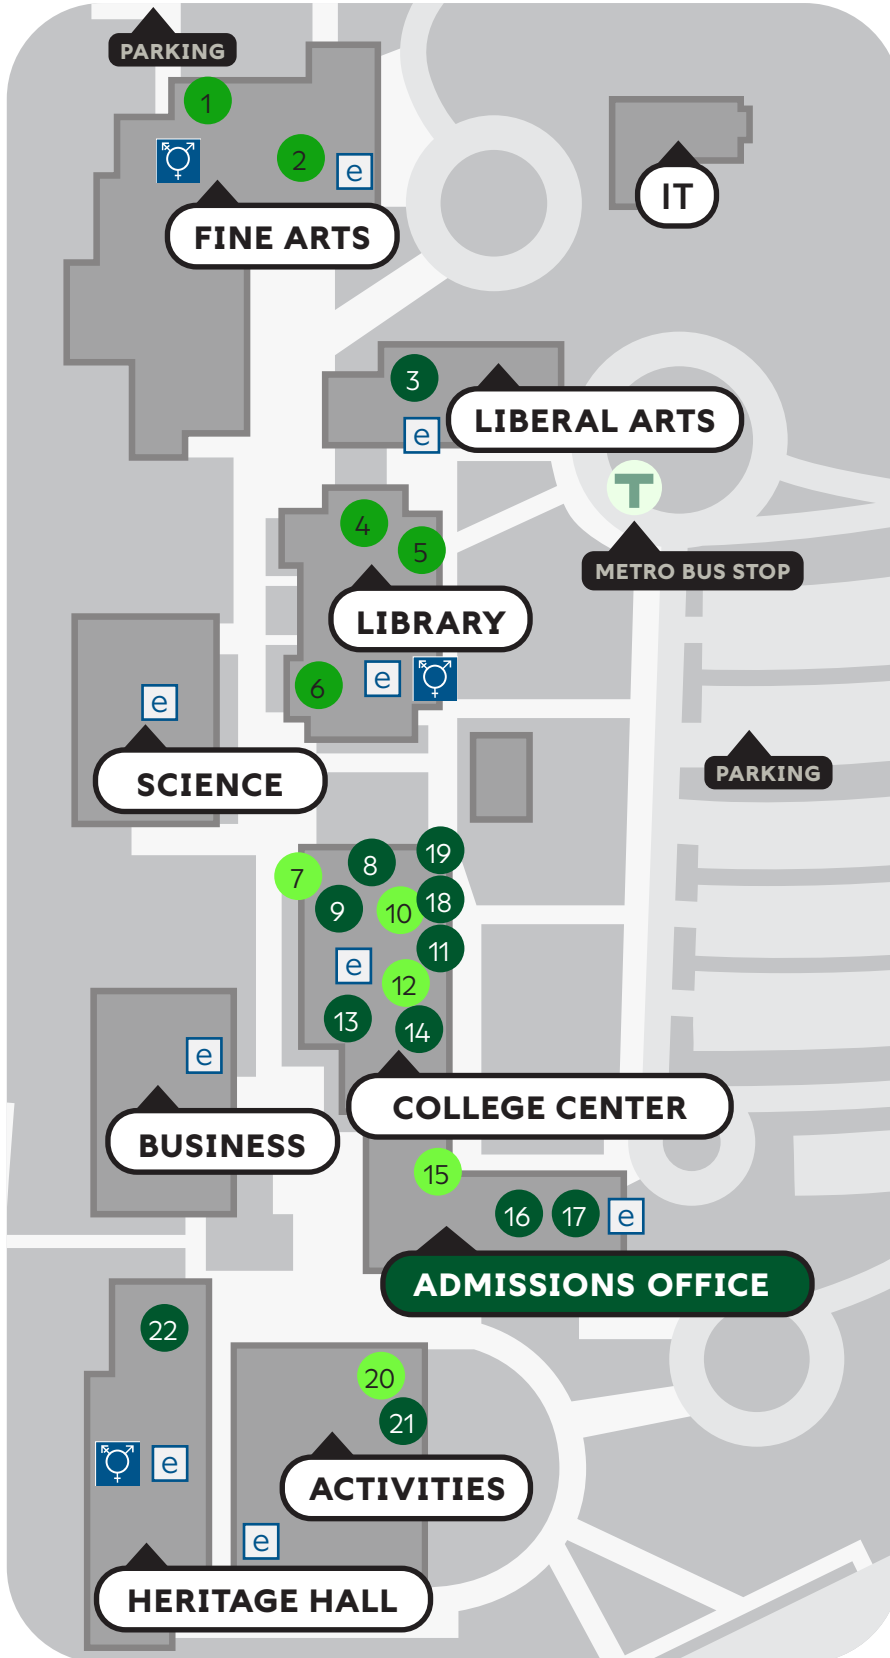 PARKING
1
2
e
FINE ARTS
IT
3
LIBERAL ARTS
e
T
4
5
METRO BUS STOP
LIBRARY
6
e
e
SCIENCE
PARKING
19
8
7
18
9
10
11
e
12
13
14
e
COLLEGE CENTER
BUSINESS
15
16
17
e
ADMISSIONS OFFICE
22
20
21
e
ACTIVITIES
e
HERITAGE HALL